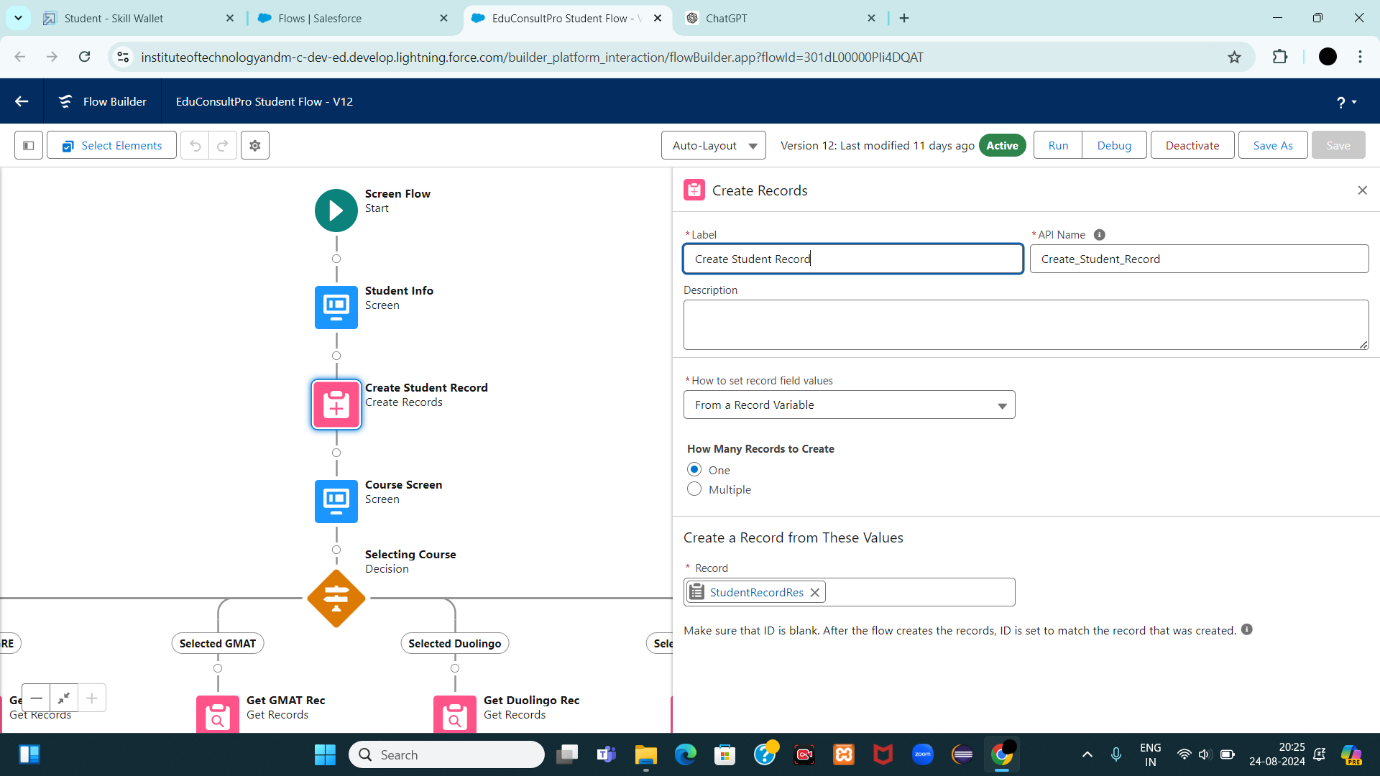 Student - Skill Wallet
Flows | Salesforce
EduConsultPro Student Flow - V
ChatGPT
instituteoftechnologyandm-c-dev-ed.develop.lightning.force.com/builder_platform_interaction/flowBuilder.app?flowId=301dL00000PIi4DQAT
Flow Builder
EduConsultPro Student Flow - V12
?
Select Elements
Auto-Layout
Version 12: Last modified 11 days ago
Active
Run
Debug
Deactivate
Save As
Save
Screen Flow
Start
Student Info
Screen
Create Student Record
Create Records
Course Screen
Screen
Selecting Course
Decision
RE
Selected GMAT
Selected Duolingo
Sele
Ge
Get Records
Get GMAT Rec
Get Records
Get Duolingo Rec
Get Records
Create Records
* Label
Create Student Record
* API Name
Create_Student_Record
Description
* How to set record field values
From a Record Variable
How Many Records to Create
One
Multiple
Create a Record from These Values
* Record
StudentRecordRes
Make sure that ID is blank. After the flow creates the records, ID is set to match the record that was created.
Search
zoom
ENG
IN
20:25
24-08-2024
PRE